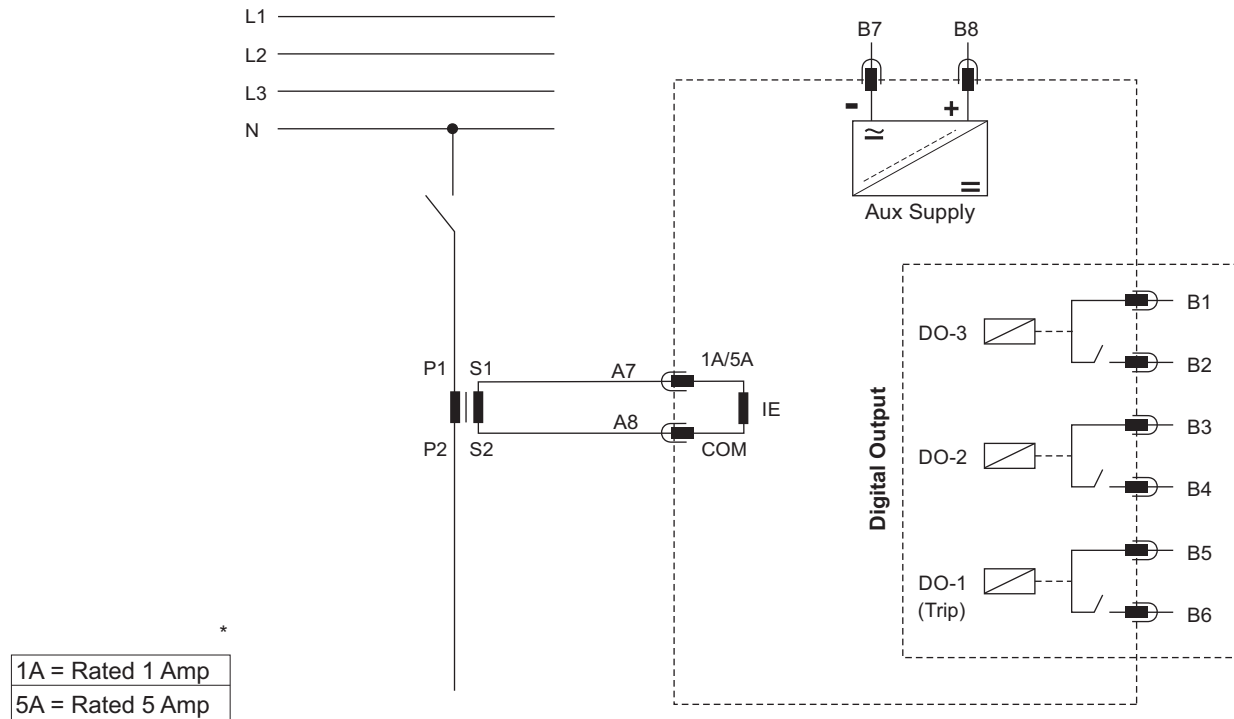 L1
L2
L3
N
B7
B8
-
+
Aux Supply
P1
S1
A7
1A/5A
IE
P2
S2
A8
COM
Digital Output
DO-3
B1
B2
DO-2
B3
B4
DO-1
(Trip)
B5
B6
*
1A = Rated 1 Amp
5A = Rated 5 Amp